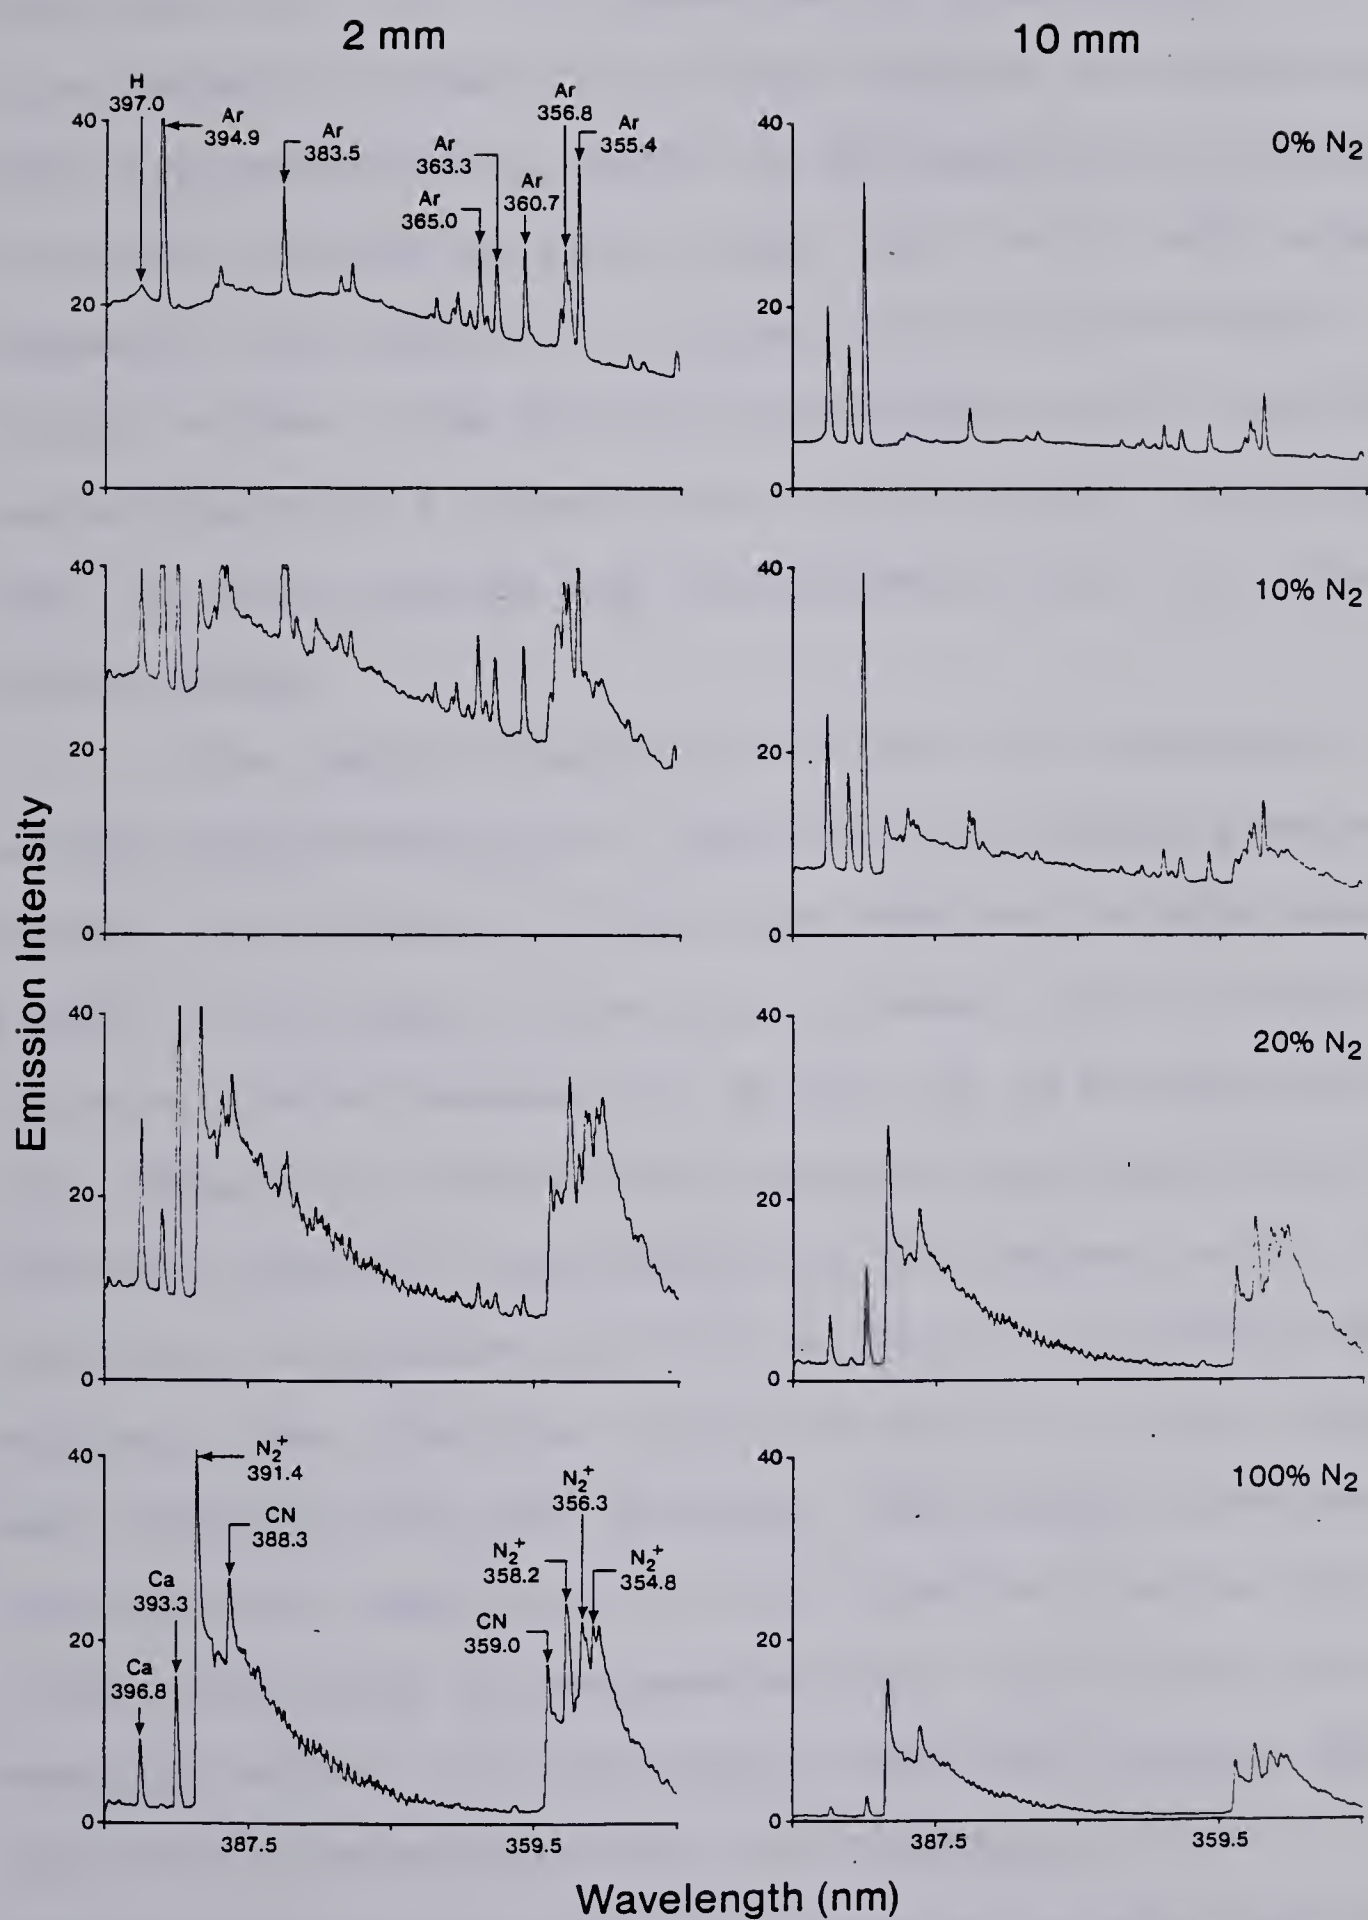 2 mm
10 mm
H
397.0
Ar
394.9
Ar
383.5
Ar
363.3
Ar
365.0
Ar
360.7
Ar
356.8
Ar
355.4
40
20
0
40
20
0
0% N2
40
20
0
40
20
0
10% N2
Emission Intensity
40
20
0
40
20
0
20% N2
40
20
0
N2+
391.4
CN
388.3
Ca
393.3
Ca
396.8
N2+
356.3
N2+
358.2
N2+
354.8
CN
359.0
387.5
359.5
40
20
0
100% N2
387.5
359.5
Wavelength (nm)